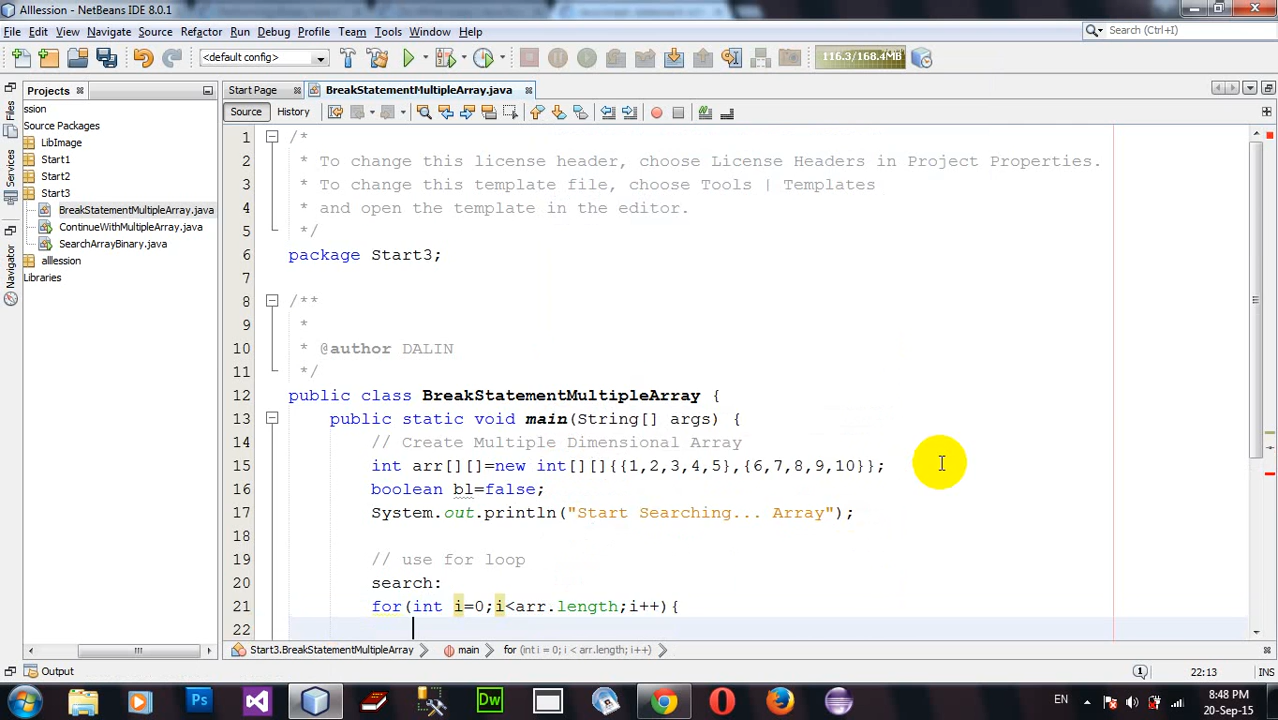 Alllession - NetBeans IDE 8.0.1
File Edit View Navigate Source Refactor Run Debug Profile Team Tools Window Help
Search (Ctrl+I)
<default config>
116.3/168.4MB
Projects
Start Page
BreakStatementMultipleArray.java
Source History
Files
Services
Navigator
ssion
Source Packages
LibImage
Start1
Start2
Start3
BreakStatementMultipleArray.java
ContinueWithMultipleArray.java
SearchArrayBinary.java
alllession
Libraries
1 /*
2 * To change this license header, choose License Headers in Project Properties.
3 * To change this template file, choose Tools | Templates
4 * and open the template in the editor.
5 */
6 package Start3;
7
8 /**
9 *
10 * @author DALIN
11 */
12 public class BreakStatementMultipleArray {
13 public static void main(String[] args) {
14 // Create Multiple Dimensional Array
15 int arr[][]=new int[][]{{1,2,3,4,5},{6,7,8,9,10}};
16 boolean bl=false;
17 System.out.println("Start Searching... Array");
18
19 // use for loop
20 search:
21 for(int i=0;i<arr.length;i++){
22
Start3.BreakStatementMultipleArray main for (int i = 0; i < arr.length; i++)
Output
22:13 INS
Ps
Dw
EN
8:48 PM
20-Sep-15